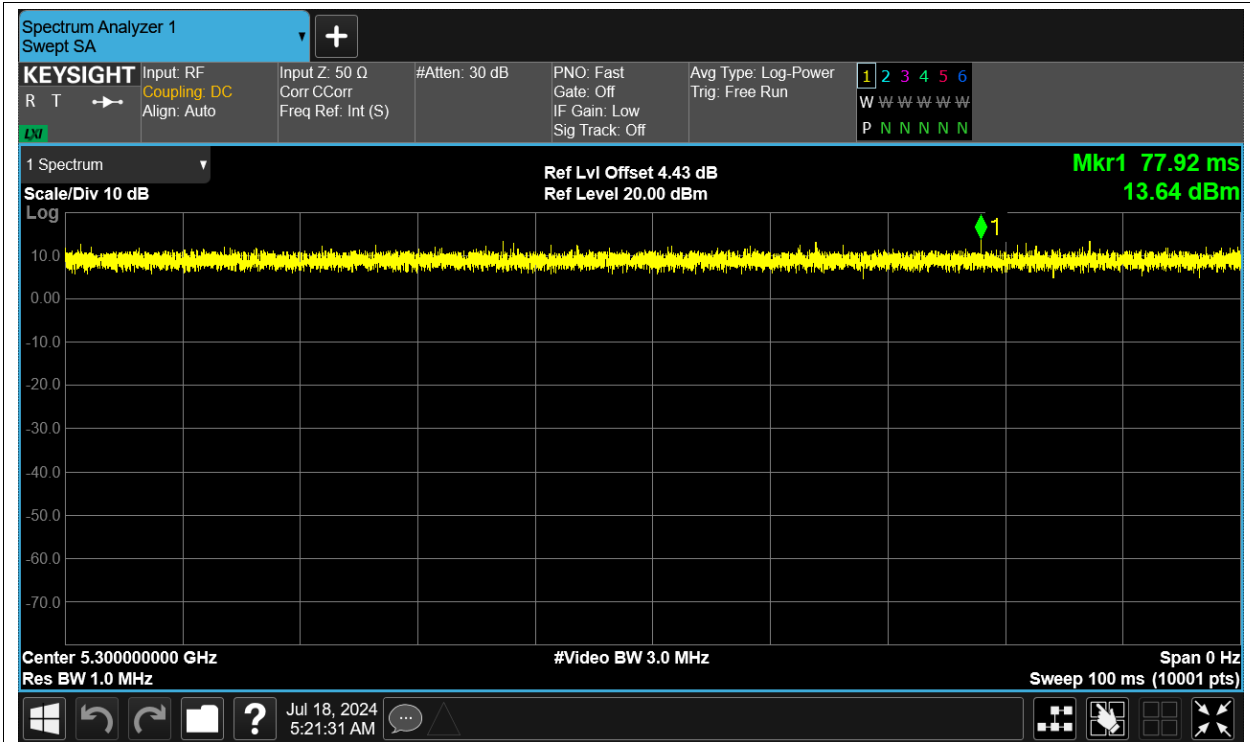 Spectrum Analyzer 1
Swept SA
KEYSIGHT
R T
LXI
Input: RF
Coupling: DC
Align: Auto
Input Z: 50 Ω
Corr CCorr
Freq Ref: Int (S)
#Atten: 30 dB
PNO: Fast
Gate: Off
IF Gain: Low
Sig Track: Off
Avg Type: Log-Power
Trig: Free Run
1 2 3 4 5 6
W W W W W W
P N N N N N
1 Spectrum
Scale/Div 10 dB
Log
Ref Lvl Offset 4.43 dB
Ref Level 20.00 dBm
Mkr1 77.92 ms
13.64 dBm
1
10.0
0.00
-10.0
-20.0
-30.0
-40.0
-50.0
-60.0
-70.0
Center 5.300000000 GHz
Res BW 1.0 MHz
#Video BW 3.0 MHz
Span 0 Hz
Sweep 100 ms (10001 pts)
?
Jul 18, 2024
5:21:31 AM